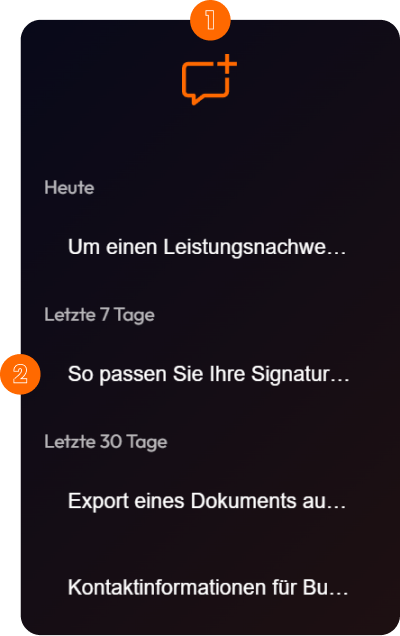 1
Heute
Um einen Leistungsnachwe...
Letzte 7 Tage
2
So passen Sie Ihre Signatur...
Letzte 30 Tage
Export eines Dokuments au...
Kontaktinformationen für Bu...